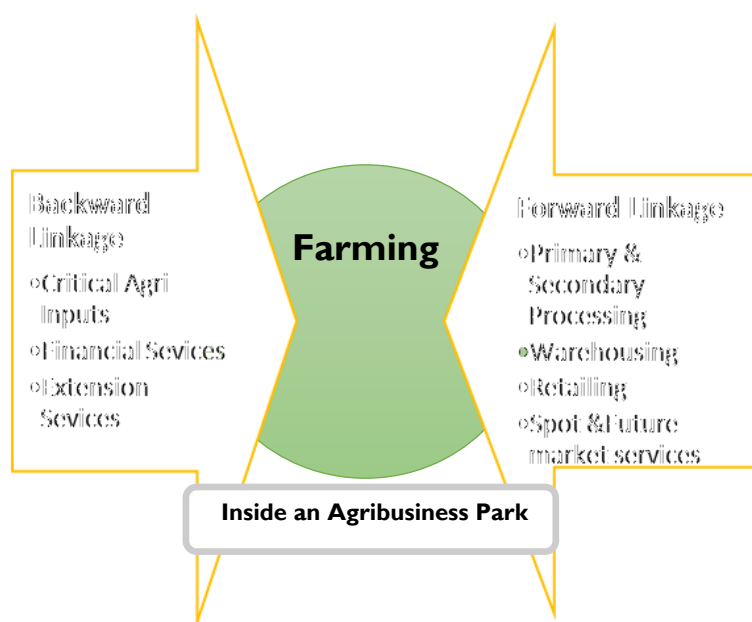 Backward
Linkage
◦Critical Agri
Inputs
◦Financial Sevices
◦Extension
Sevices
Farming
Forward Linkage
◦Primary &
Secondary
Processing
•Warehousing
◦Retailing
◦Spot &Future
market services
Inside an Agribusiness Park